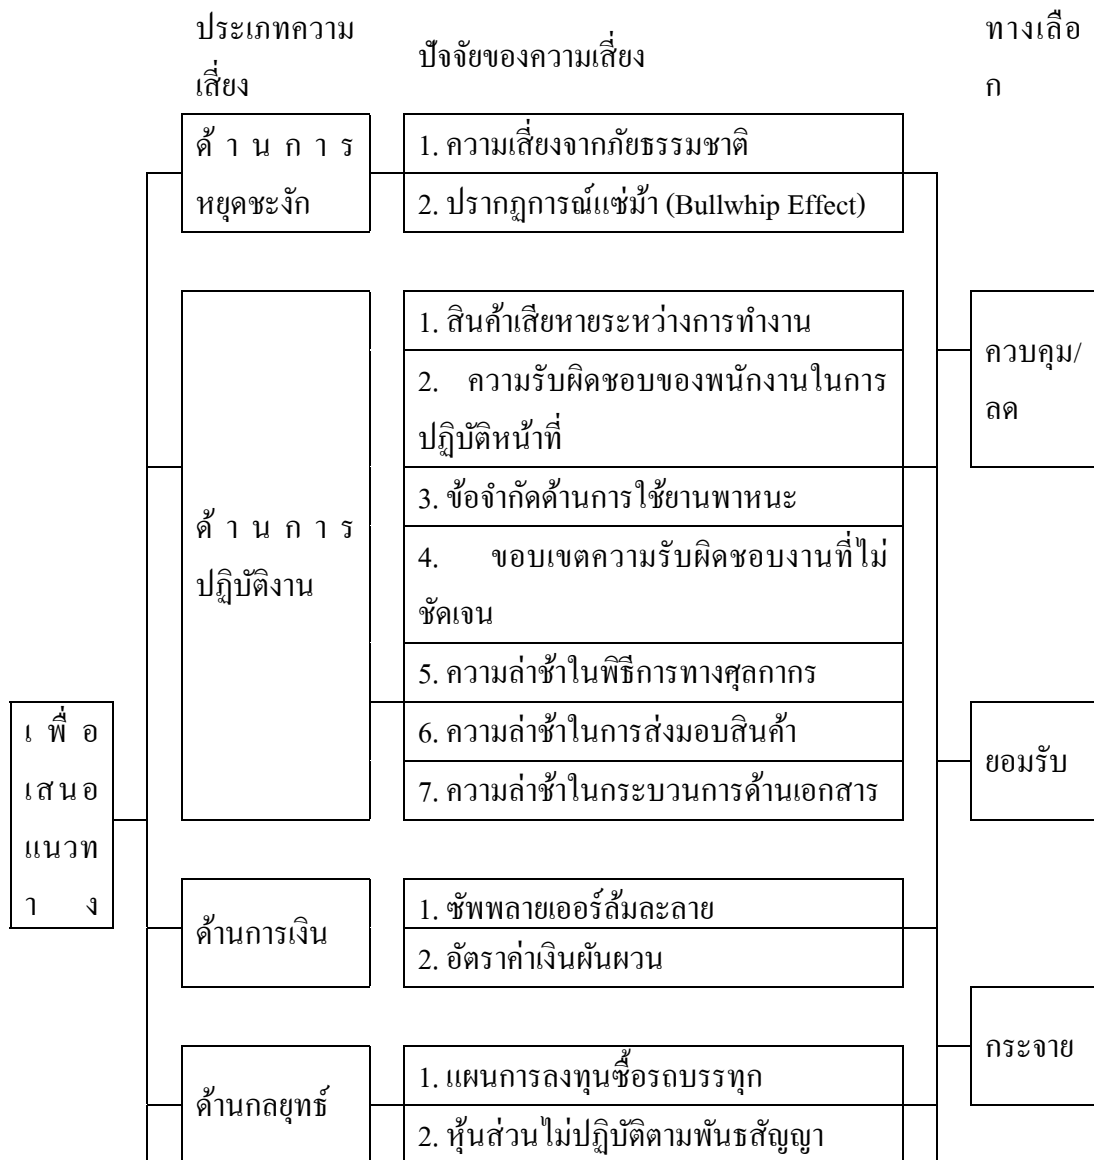 ประเภทความ
เสี่ยง
ปัจจัยของความเสี่ยง
ทางเลือ
ก
ด้านการ
หยุดชะงัก
1. ความเสี่ยงจากภัยธรรมชาติ
2. ปรากฏการณ์แซ่ม้า (Bullwhip Effect)
ด้านการ
ปฏิบัติงาน
1. สินค้าเสียหายระหว่างการทำงาน
2. ความรับผิดชอบของพนักงานในการ
ปฏิบัติหน้าที่
3. ข้อจำกัดด้านการใช้ยานพาหนะ
4. ขอบเขตความรับผิดชอบงานที่ไม่
ชัดเจน
5. ความล่าช้าในพิธีการทางศุลกากร
6. ความล่าช้าในการส่งมอบสินค้า
7. ความล่าช้าในกระบวนการด้านเอกสาร
ควบคุม/
ลด
เพื่อ
เสนอ
แนวท
าง
ยอมรับ
ด้านการเงิน
1. ซัพพลายเออร์ล้มละลาย
2. อัตราค่าเงินผันผวน
กระจาย
ด้านกลยุทธ์
1. แผนการลงทุนซื้อรถบรรทุก
2. หุ้นส่วนไม่ปฏิบัติตามพันธสัญญา